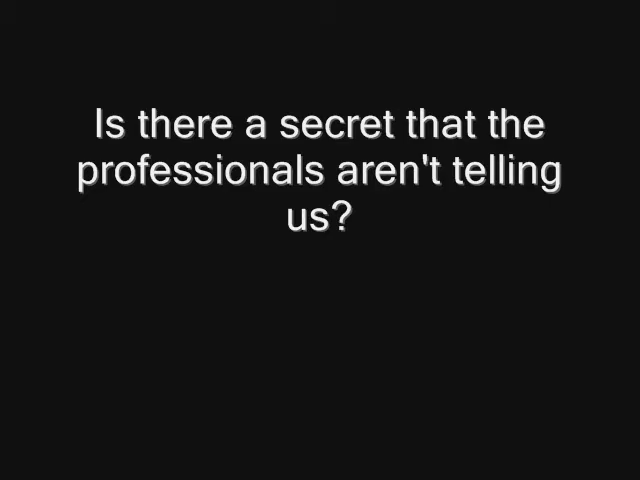 Is there a secret that the
professionals aren't telling
us?